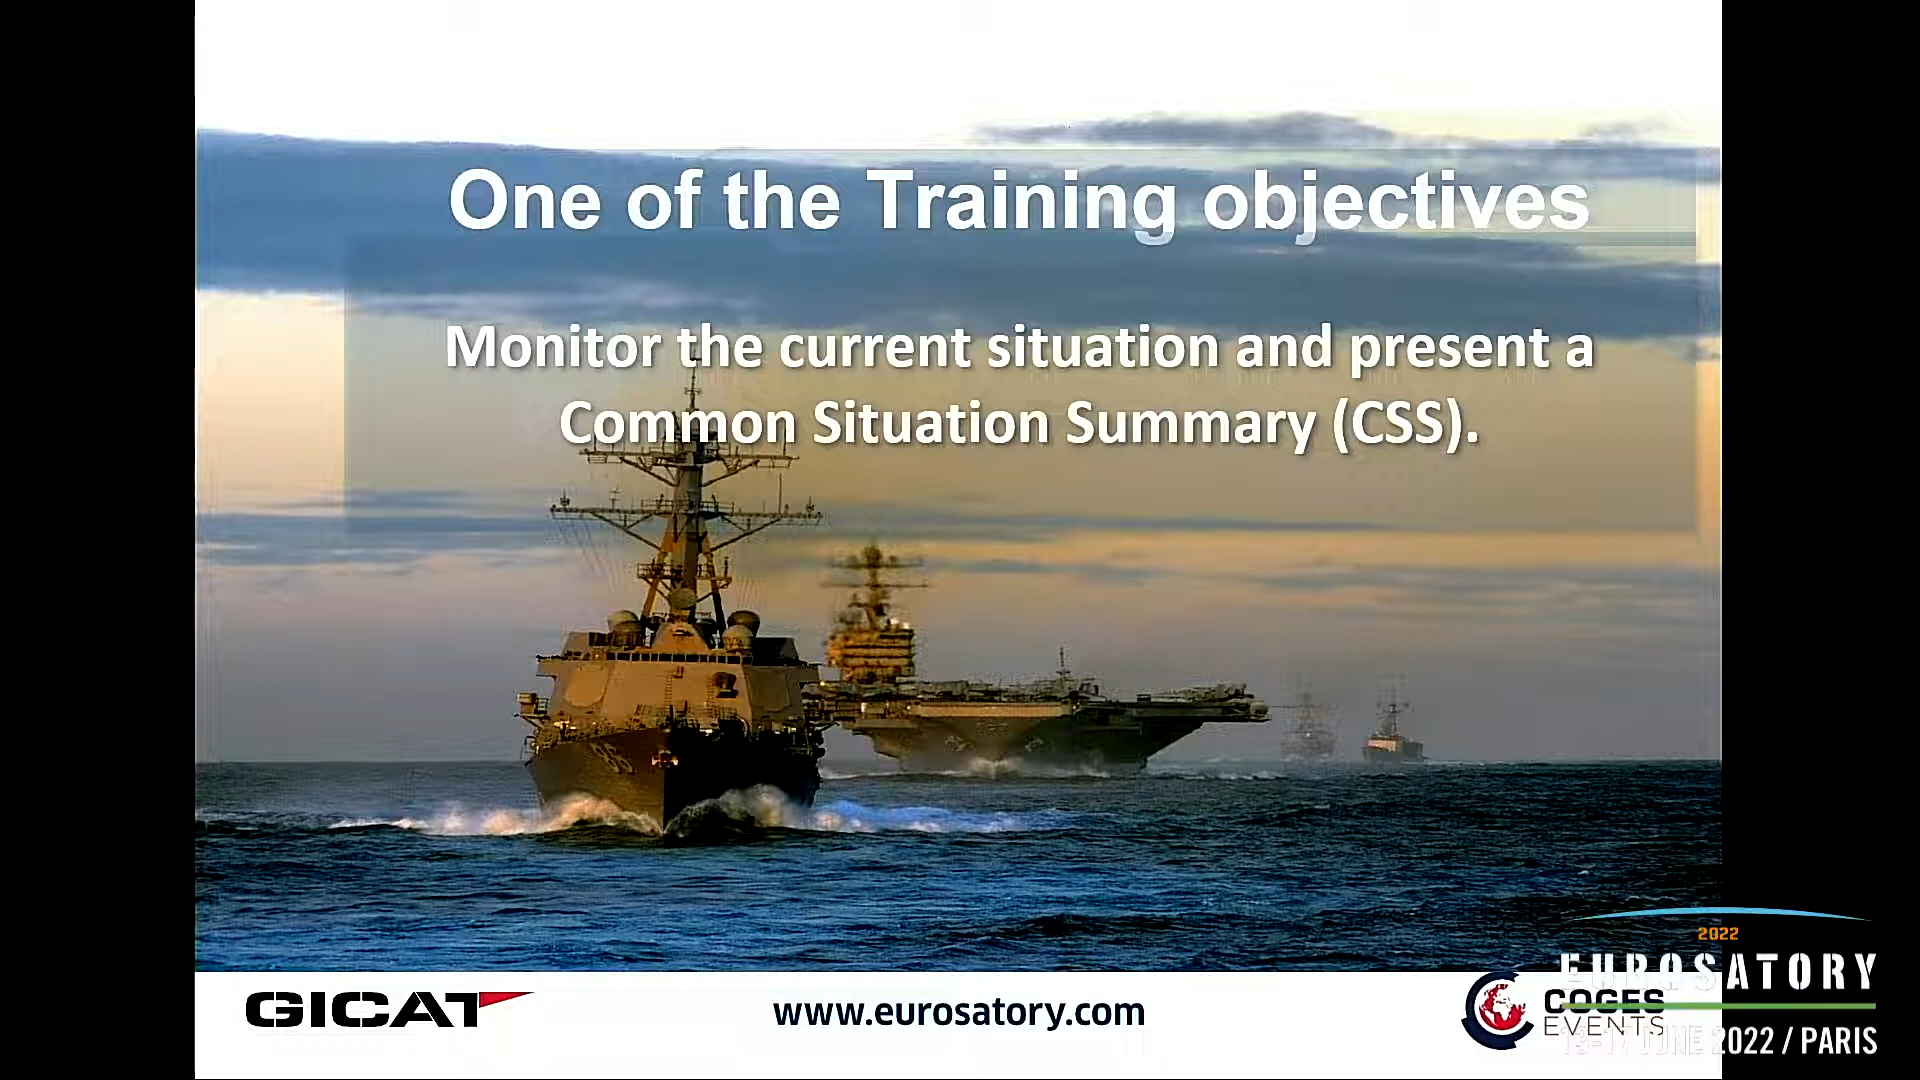 One of the Training objectives
Monitor the current situation and present a
Common Situation Summary (CSS).
GICAT
www.eurosatory.com
COGES
EVENTS
2022
EUROSATORY
JUNE 2022 / PARIS